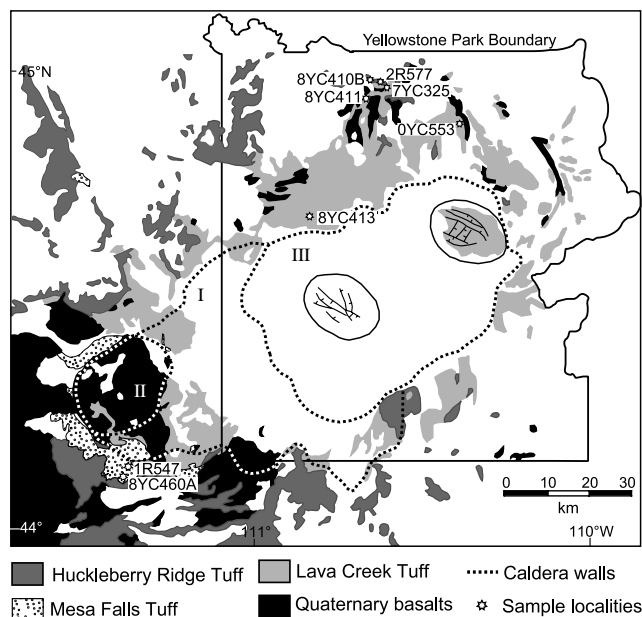 Yellowstone Park Boundary
45°N
8YC410B
2R577
7YC325
8YC411
0YC553
8YC413
III
I
II
1R547
8YC460A
0 10 20 30
km
44°
111°
110°W
Huckleberry Ridge Tuff
Lava Creek Tuff
Caldera walls
Mesa Falls Tuff
Quaternary basalts
Sample localities